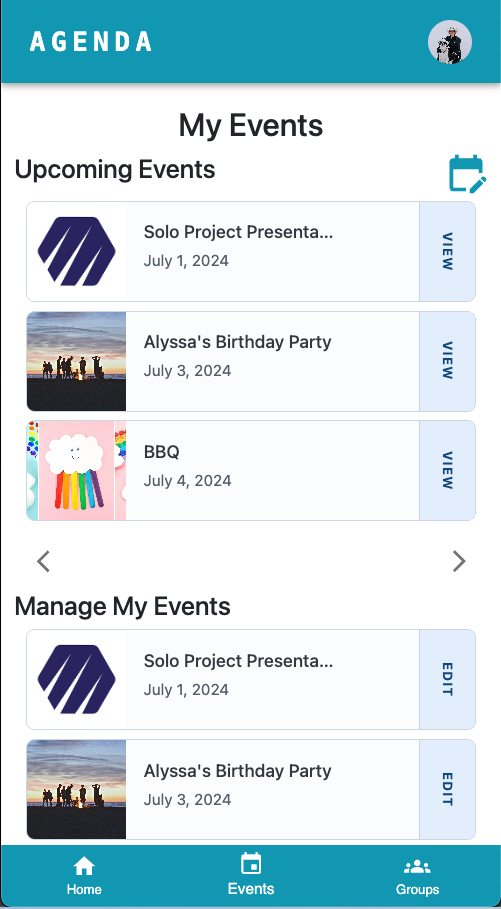 AGENDA
My Events
Upcoming Events
Solo Project Presenta...
July 1, 2024
VIEW
Alyssa's Birthday Party
July 3, 2024
VIEW
BBQ
July 4, 2024
VIEW
Manage My Events
Solo Project Presenta...
July 1, 2024
EDIT
Alyssa's Birthday Party
July 3, 2024
EDIT
Home
Events
Groups